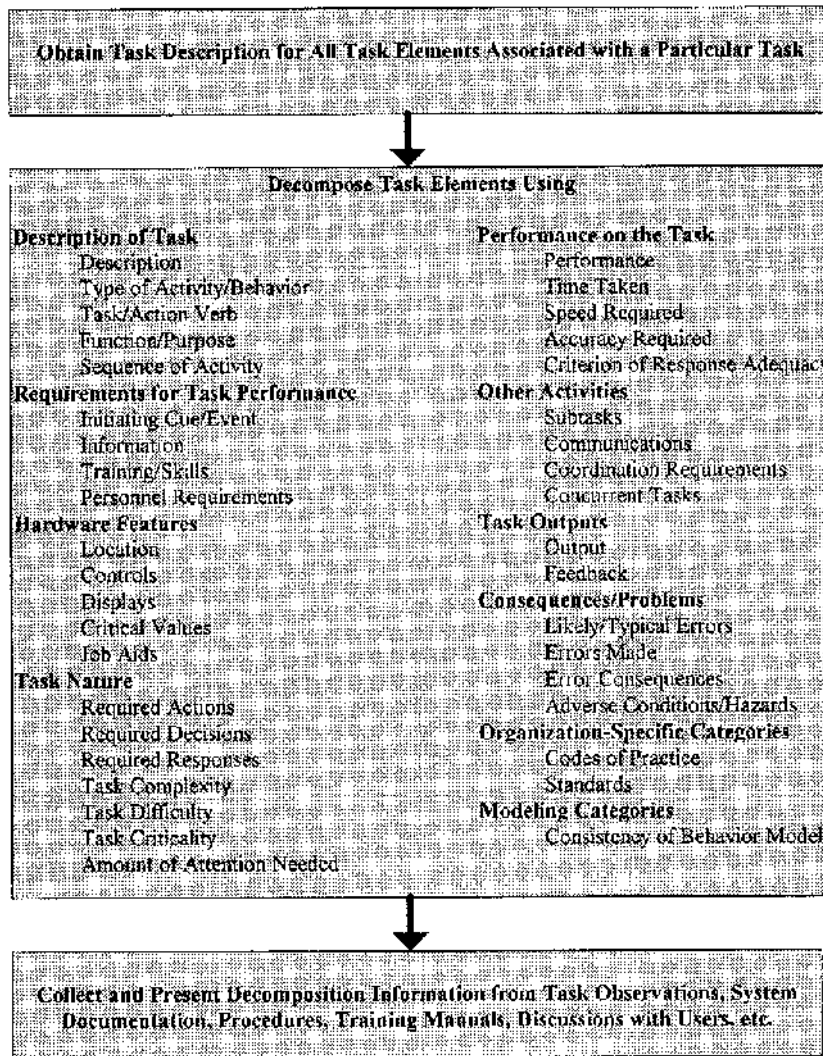 Obtain Task Description for All Task Elements Associated with a Particular Task
Decompose Task Elements Using
Description of Task
Description
Type of Activity/Behavior
Task/Action Verb
Function/Purpose
Sequence of Activity
Requirements for Task Performance
Initiating Cue/Event
Information
Training/Skills
Personnel Requirements
Hardware Features
Location
Controls
Displays
Critical Values
Job Aids
Task Nature
Required Actions
Required Decisions
Required Responses
Task Complexity
Task Difficulty
Task Criticality
Amount of Attention Needed
Performance on the Task
Performance
Time Taken
Speed Required
Accuracy Required
Criterion of Response Adequac
Other Activities
Subtasks
Communications
Coordination Requirements
Concurrent Tasks
Task Outputs
Output
Feedback
Consequences/Problems
Likely/Typical Errors
Errors Made
Error Consequences
Adverse Conditions/Hazards
Organization-Specific Categories
Codes of Practice
Standards
Modeling Categories
Consistency of Behavior Model
Collect and Present Decomposition Information from Task Observations, System
Documentation, Procedures, Training Manuals, Discussions with Users, etc.